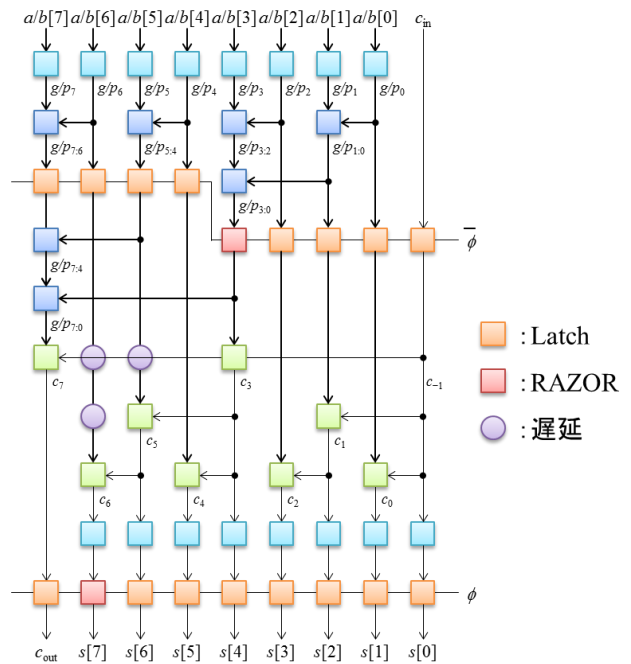 a/b[7] a/b[6] a/b[5] a/b[4] a/b[3] a/b[2] a/b[1] a/b[0] c_in
g/p_7 g/p_6 g/p_5 g/p_4 g/p_3 g/p_2 g/p_1 g/p_0
g/p_7:6 g/p_5:4 g/p_3:2 g/p_1:0
g/p_3:0
ϕ̅
g/p_7:4
g/p_7:0
: Latch
c_7 c_3 c_−1
: RAZOR
c_5 c_1
: 遅延
c_6 c_4 c_2 c_0
ϕ
c_out s[7] s[6] s[5] s[4] s[3] s[2] s[1] s[0]